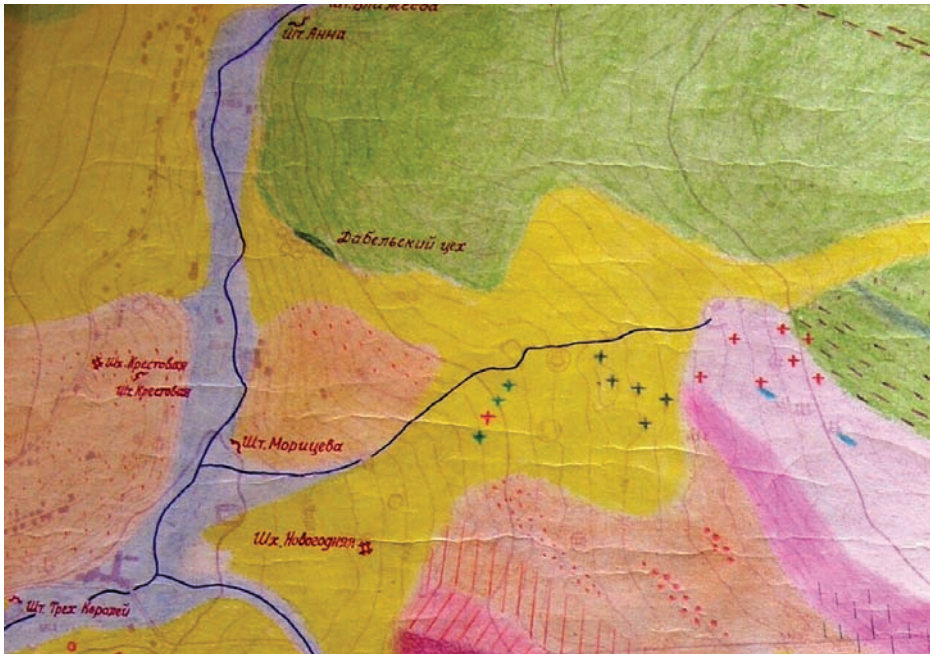 шт. Анна
Дабельский цех
Шх. Крестовая
Шт. Крестовая
Шт. Морицева
Шх. Новогодняя
Шт. Трех Королей